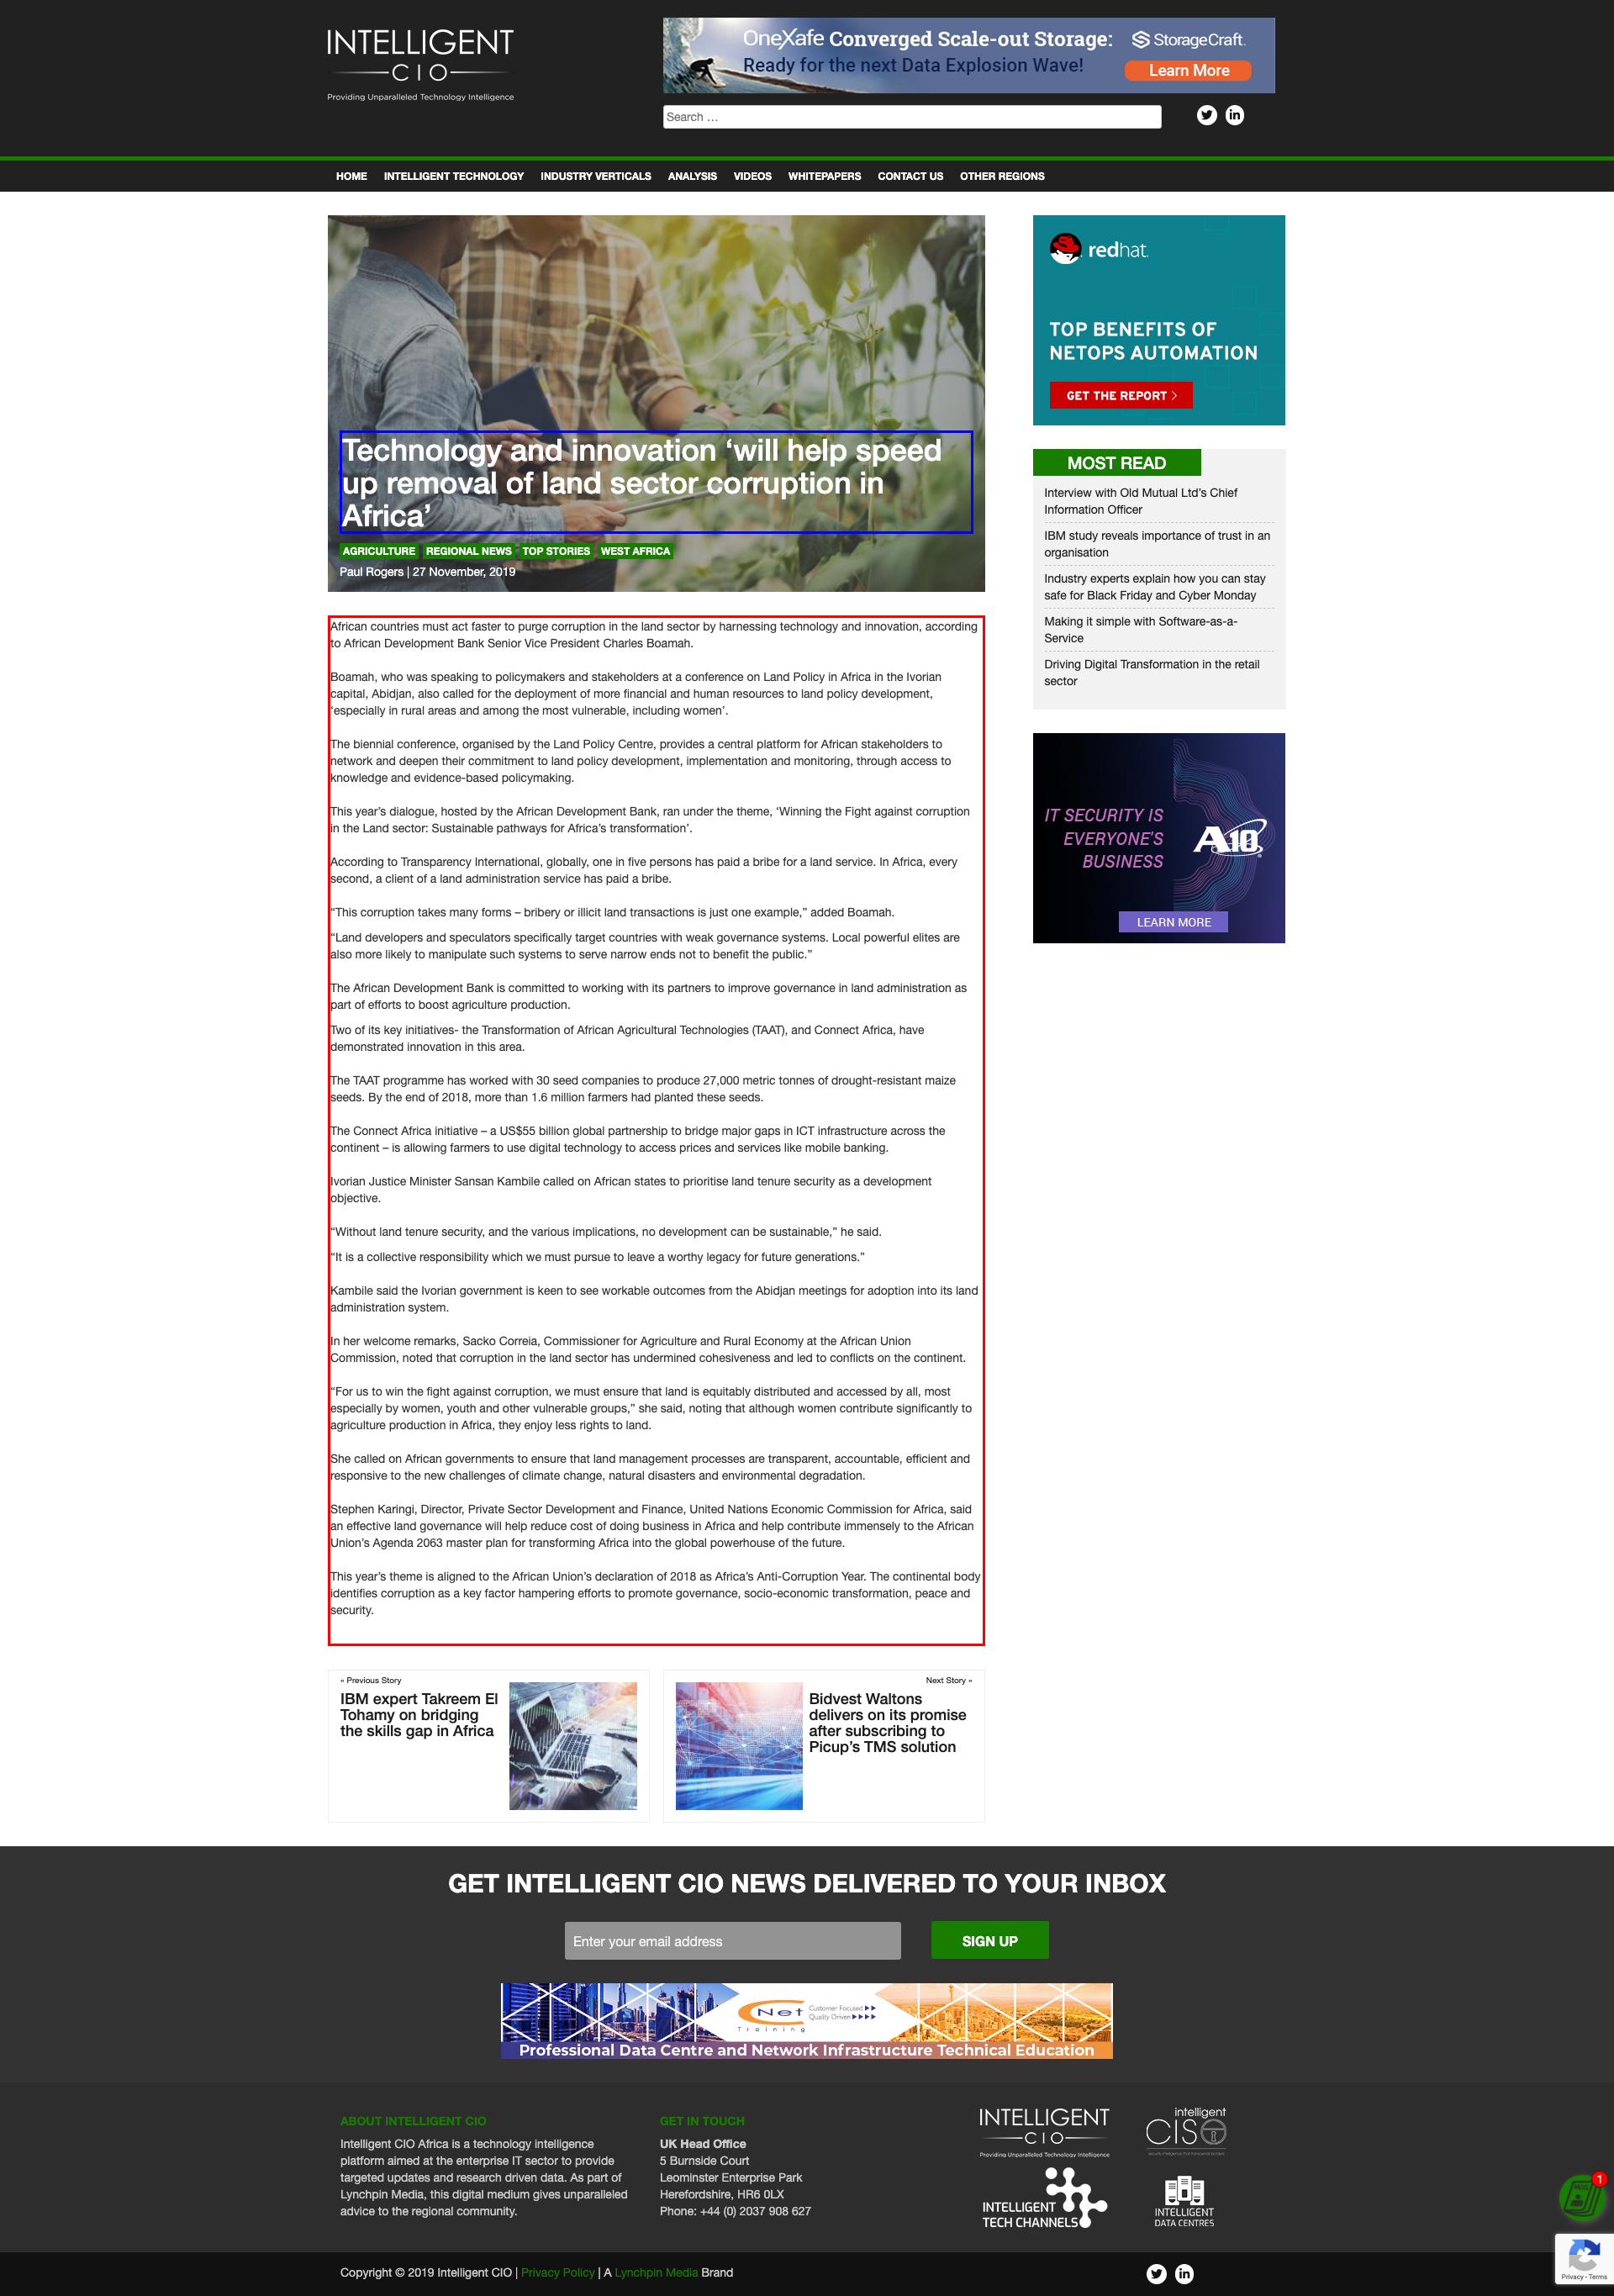 INTELLIGENT
CIO
Providing Unparalleled Technology Intelligence
OneXafe Converged Scale-out Storage:
Ready for the next Data Explosion Wave!
StorageCraft.
Learn More
Search …
HOME INTELLIGENT TECHNOLOGY INDUSTRY VERTICALS ANALYSIS VIDEOS WHITEPAPERS CONTACT US OTHER REGIONS
Technology and innovation ‘will help speed
up removal of land sector corruption in
Africa’
AGRICULTURE REGIONAL NEWS TOP STORIES WEST AFRICA
Paul Rogers | 27 November, 2019
African countries must act faster to purge corruption in the land sector by harnessing technology and innovation, according
to African Development Bank Senior Vice President Charles Boamah.
Boamah, who was speaking to policymakers and stakeholders at a conference on Land Policy in Africa in the Ivorian
capital, Abidjan, also called for the deployment of more financial and human resources to land policy development,
‘especially in rural areas and among the most vulnerable, including women’.
The biennial conference, organised by the Land Policy Centre, provides a central platform for African stakeholders to
network and deepen their commitment to land policy development, implementation and monitoring, through access to
knowledge and evidence-based policymaking.
This year’s dialogue, hosted by the African Development Bank, ran under the theme, ‘Winning the Fight against corruption
in the Land sector: Sustainable pathways for Africa’s transformation’.
According to Transparency International, globally, one in five persons has paid a bribe for a land service. In Africa, every
second, a client of a land administration service has paid a bribe.
“This corruption takes many forms – bribery or illicit land transactions is just one example,” added Boamah.
“Land developers and speculators specifically target countries with weak governance systems. Local powerful elites are
also more likely to manipulate such systems to serve narrow ends not to benefit the public.”
The African Development Bank is committed to working with its partners to improve governance in land administration as
part of efforts to boost agriculture production.
Two of its key initiatives- the Transformation of African Agricultural Technologies (TAAT), and Connect Africa, have
demonstrated innovation in this area.
The TAAT programme has worked with 30 seed companies to produce 27,000 metric tonnes of drought-resistant maize
seeds. By the end of 2018, more than 1.6 million farmers had planted these seeds.
The Connect Africa initiative – a US$55 billion global partnership to bridge major gaps in ICT infrastructure across the
continent – is allowing farmers to use digital technology to access prices and services like mobile banking.
Ivorian Justice Minister Sansan Kambile called on African states to prioritise land tenure security as a development
objective.
“Without land tenure security, and the various implications, no development can be sustainable,” he said.
“It is a collective responsibility which we must pursue to leave a worthy legacy for future generations.”
Kambile said the Ivorian government is keen to see workable outcomes from the Abidjan meetings for adoption into its land
administration system.
In her welcome remarks, Sacko Correia, Commissioner for Agriculture and Rural Economy at the African Union
Commission, noted that corruption in the land sector has undermined cohesiveness and led to conflicts on the continent.
“For us to win the fight against corruption, we must ensure that land is equitably distributed and accessed by all, most
especially by women, youth and other vulnerable groups,” she said, noting that although women contribute significantly to
agriculture production in Africa, they enjoy less rights to land.
She called on African governments to ensure that land management processes are transparent, accountable, efficient and
responsive to the new challenges of climate change, natural disasters and environmental degradation.
Stephen Karingi, Director, Private Sector Development and Finance, United Nations Economic Commission for Africa, said
an effective land governance will help reduce cost of doing business in Africa and help contribute immensely to the African
Union’s Agenda 2063 master plan for transforming Africa into the global powerhouse of the future.
This year’s theme is aligned to the African Union’s declaration of 2018 as Africa’s Anti-Corruption Year. The continental body
identifies corruption as a key factor hampering efforts to promote governance, socio-economic transformation, peace and
security.
redhat.
TOP BENEFITS OF
NETOPS AUTOMATION
GET THE REPORT
MOST READ
Interview with Old Mutual Ltd’s Chief
Information Officer
IBM study reveals importance of trust in an
organisation
Industry experts explain how you can stay
safe for Black Friday and Cyber Monday
Making it simple with Software-as-a-
Service
Driving Digital Transformation in the retail
sector
IT SECURITY IS
EVERYONE'S
BUSINESS
A10
LEARN MORE
« Previous Story
IBM expert Takreem El
Tohamy on bridging
the skills gap in Africa
Next Story »
Bidvest Waltons
delivers on its promise
after subscribing to
Picup’s TMS solution
GET INTELLIGENT CIO NEWS DELIVERED TO YOUR INBOX
Enter your email address
SIGN UP
CNet
Training
Customer Focused
Quality Driven
Professional Data Centre and Network Infrastructure Technical Education
ABOUT INTELLIGENT CIO
Intelligent CIO Africa is a technology intelligence
platform aimed at the enterprise IT sector to provide
targeted updates and research driven data. As part of
Lynchpin Media, this digital medium gives unparalleled
advice to the regional community.
GET IN TOUCH
UK Head Office
5 Burnside Court
Leominster Enterprise Park
Herefordshire, HR6 0LX
Phone: +44 (0) 2037 908 627
INTELLIGENT
CIO
Providing Unparalleled Technology Intelligence
intelligent
CISO
INTELLIGENT
TECH CHANNELS
INTELLIGENT
DATA CENTRES
1
Privacy - Terms
Copyright © 2019 Intelligent CIO | Privacy Policy | A Lynchpin Media Brand